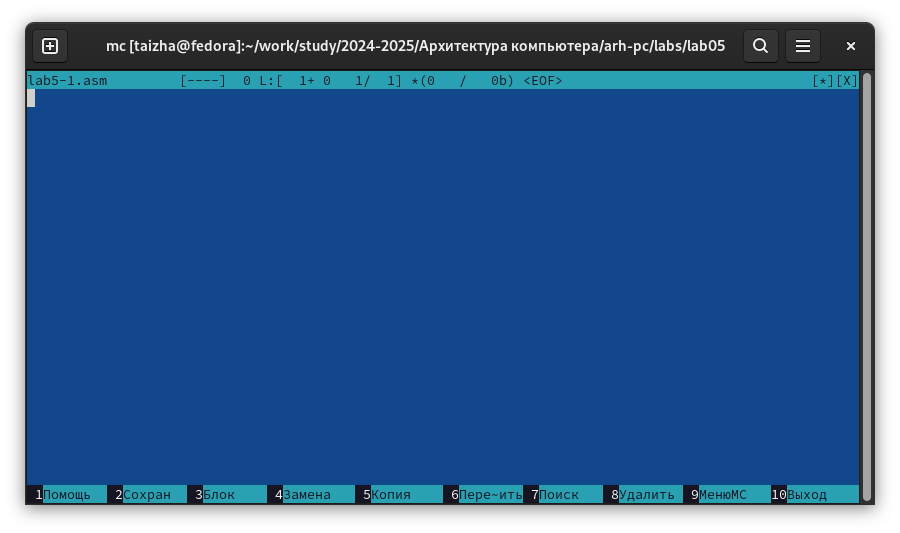 mc [taizha@fedora]:~/work/study/2024-2025/Архитектура компьютера/arh-pc/labs/lab05
lab5-1.asm [----] 0 L:[ 1+ 0 1/ 1] *(0 / 0b) <EOF> [*][X]
1Помощь 2Сохран 3Блок 4Замена 5Копия 6Пере~ить 7Поиск 8Удалить 9МенюМС 10Выход